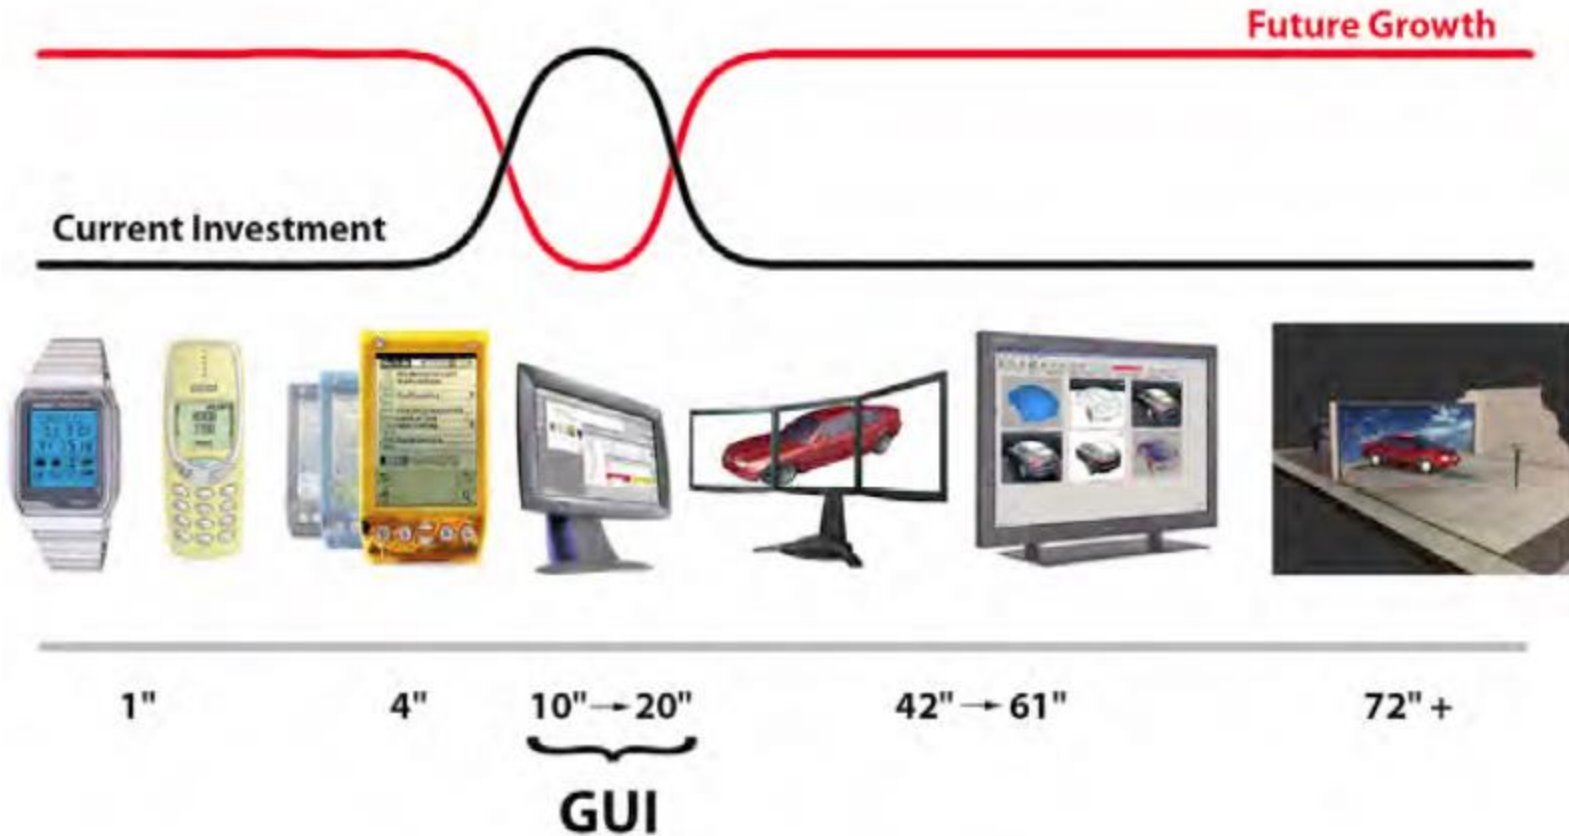 Future Growth
Current Investment
1"
4"
10"→20"
42"→61"
72"+
GUI